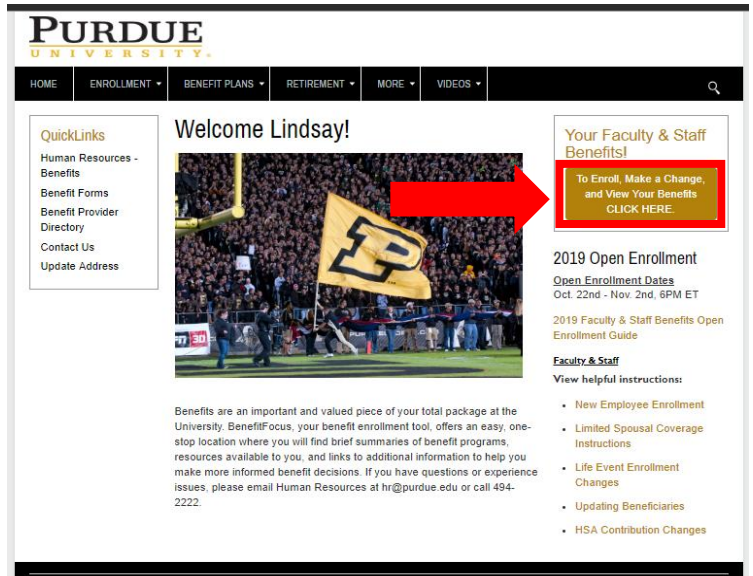 PURDUE
UNIVERSITY
HOME
ENROLLMENT
BENEFIT PLANS
RETIREMENT
MORE
VIDEOS
QuickLinks
Human Resources -
Benefits
Benefit Forms
Benefit Provider
Directory
Contact Us
Update Address
Welcome Lindsay!
P
Benefits are an important and valued piece of your total package at the
University. BenefitFocus, your benefit enrollment tool, offers an easy, one-
stop location where you will find brief summaries of benefit programs,
resources available to you, and links to additional information to help you
make more informed benefit decisions. If you have questions or experience
issues, please email Human Resources at hr@purdue.edu or call 494-
2222.
Your Faculty & Staff
Benefits!
To Enroll, Make a Change,
and View Your Benefits
CLICK HERE.
2019 Open Enrollment
Open Enrollment Dates
Oct. 22nd - Nov. 2nd, 6PM ET
2019 Faculty & Staff Benefits Open
Enrollment Guide
Faculty & Staff
View helpful instructions:
• New Employee Enrollment
• Limited Spousal Coverage
Instructions
• Life Event Enrollment
Changes
• Updating Beneficiaries
• HSA Contribution Changes